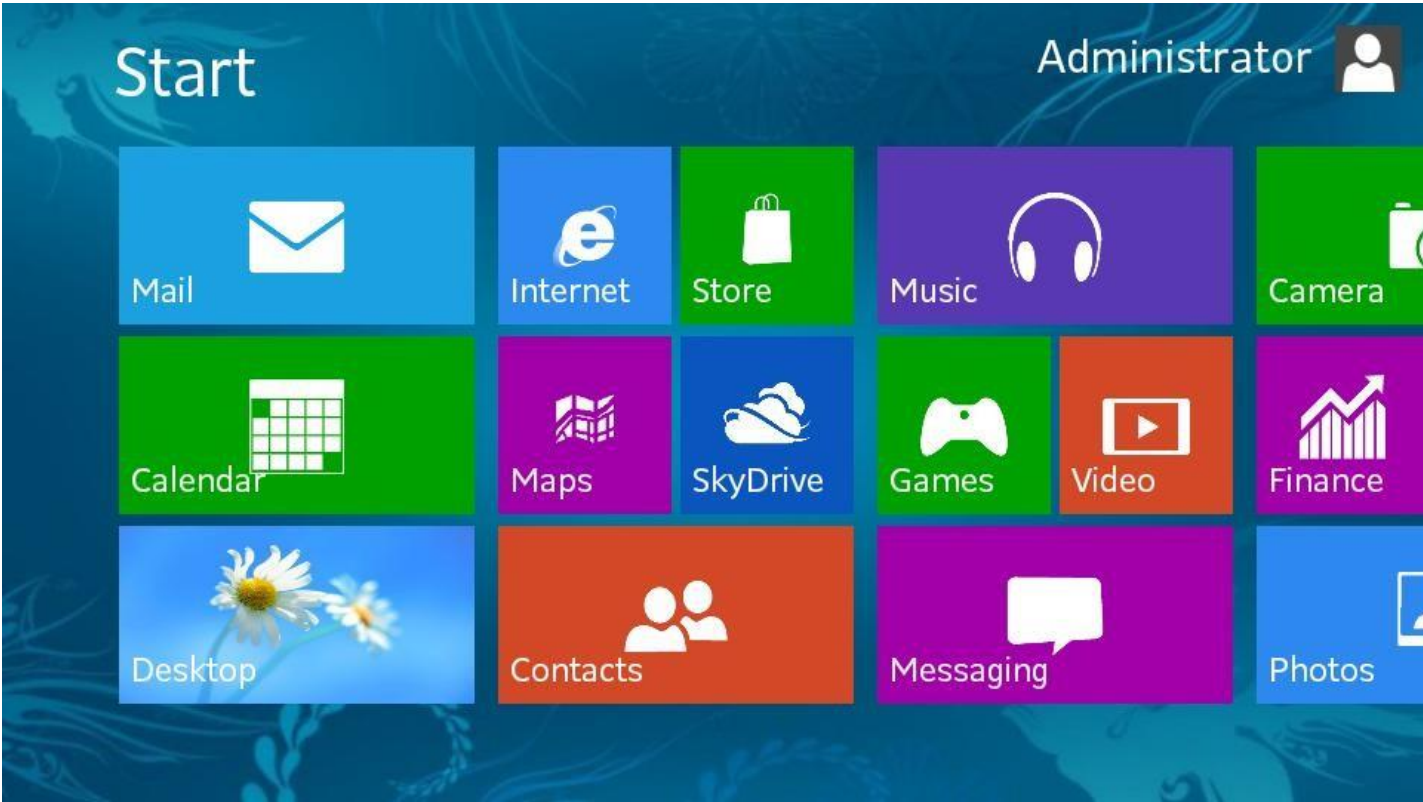 Start
Administrator
Mail
Internet
Store
Music
Camera
Calendar
Maps
SkyDrive
Games
Video
Finance
Desktop
Contacts
Messaging
Photos